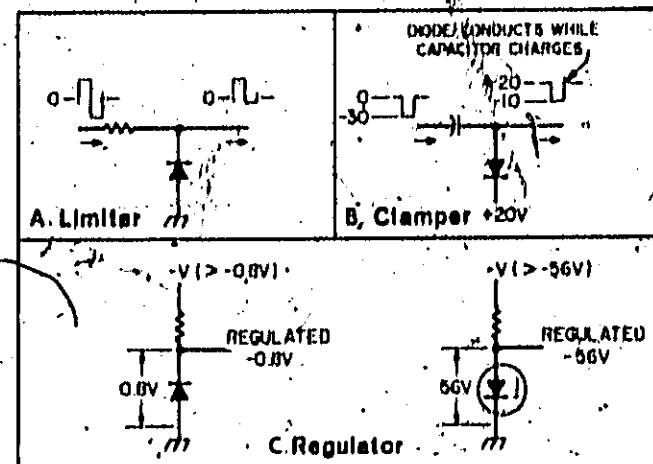 DIODE CONDUCTS WHILE
CAPACITOR CHARGES
0
0
0
-30
20
-10
A. Limiter
B. Clamper
+20V
-V (> -0.8V)
-V (> -56V)
REGULATED
-0.8V
REGULATED
-56V
0.8V
56V
C. Regulator